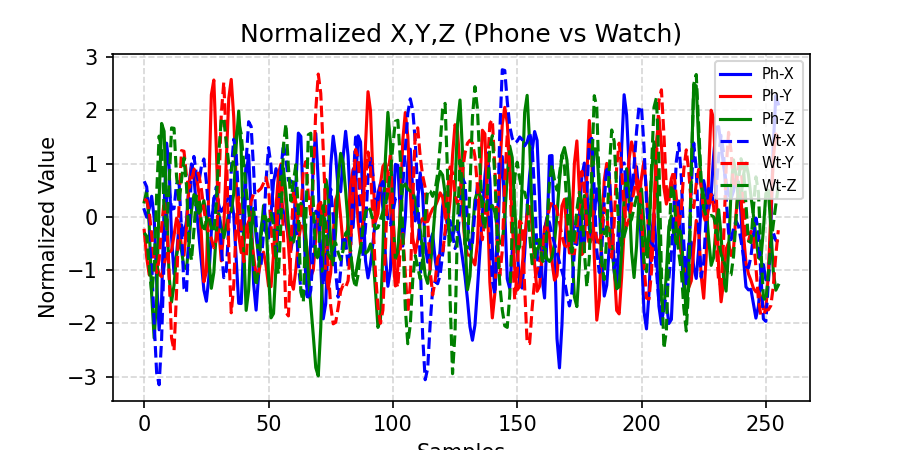 Normalized X,Y,Z (Phone vs Watch)
Normalized Value
3
2
1
0
−1
−2
−3
0 50 100 150 200 250
Samples
Ph-X
Ph-Y
Ph-Z
Wt-X
Wt-Y
Wt-Z